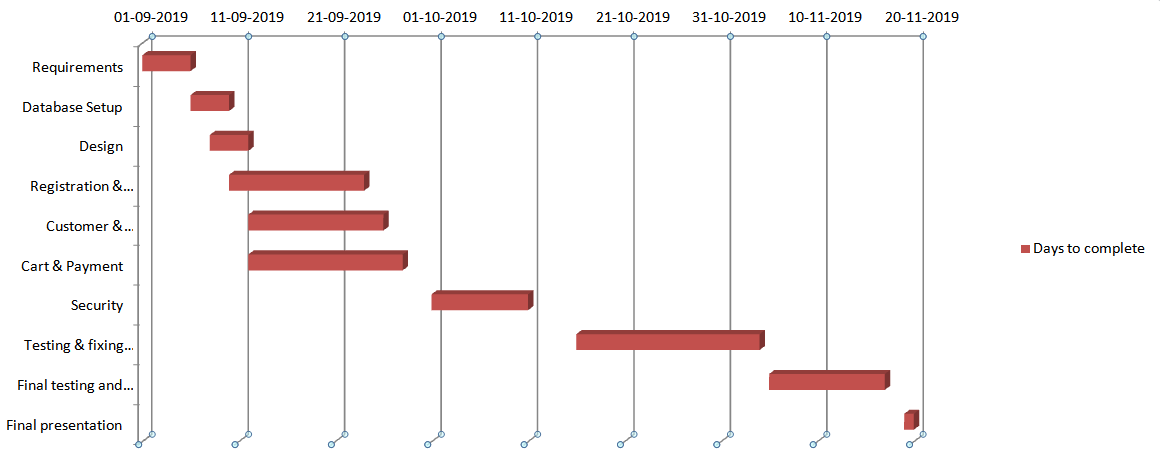 01-09-2019 11-09-2019 21-09-2019 01-10-2019 11-10-2019 21-10-2019 31-10-2019 10-11-2019 20-11-2019
Requirements
Database Setup
Design
Registration &...
Customer &...
Cart & Payment
Security
Testing & fixing...
Final testing and...
Final presentation
Days to complete